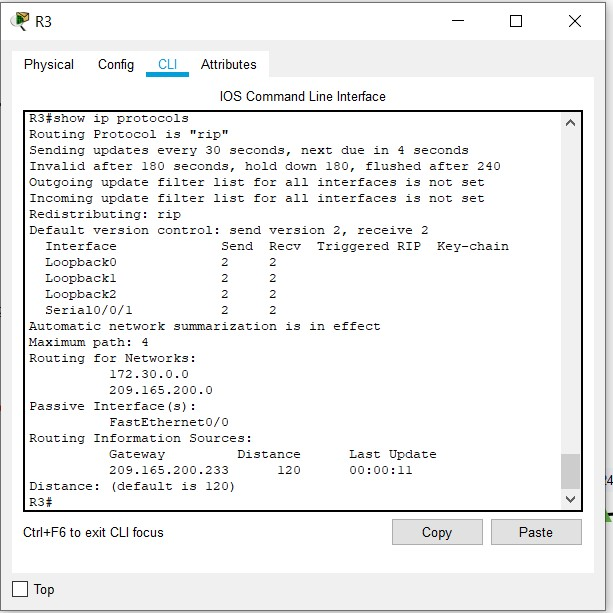 R3
Physical Config CLI Attributes
IOS Command Line Interface
R3#show ip protocols
Routing Protocol is "rip"
Sending updates every 30 seconds, next due in 4 seconds
Invalid after 180 seconds, hold down 180, flushed after 240
Outgoing update filter list for all interfaces is not set
Incoming update filter list for all interfaces is not set
Redistributing: rip
Default version control: send version 2, receive 2
Interface Send Recv Triggered RIP Key-chain
Loopback0 2 2
Loopback1 2 2
Loopback2 2 2
Serial0/0/1 2 2
Automatic network summarization is in effect
Maximum path: 4
Routing for Networks:
172.30.0.0
209.165.200.0
Passive Interface(s):
FastEthernet0/0
Routing Information Sources:
Gateway Distance Last Update
209.165.200.233 120 00:00:11
Distance: (default is 120)
R3#
Ctrl+F6 to exit CLI focus
Copy Paste
Top